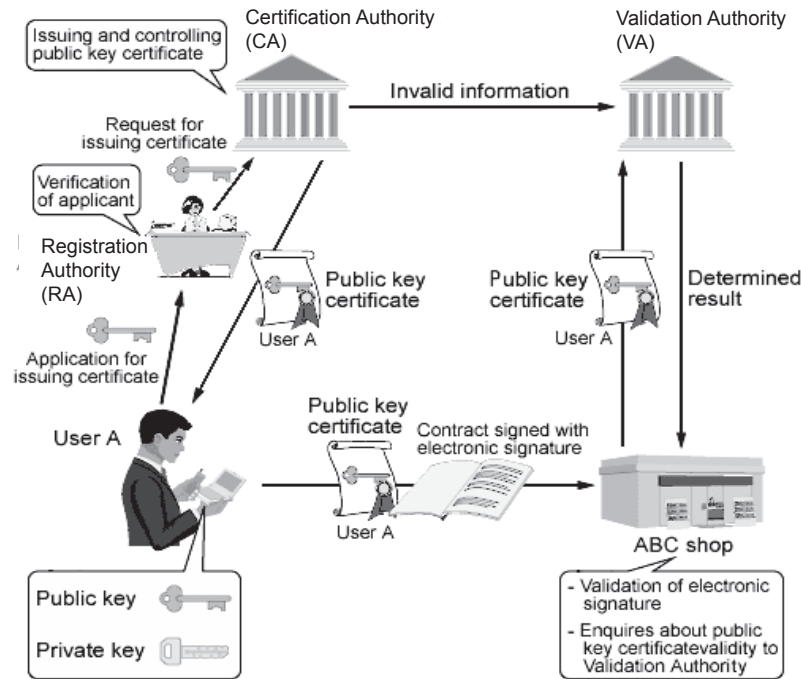 Certification Authority
(CA)
Validation Authority
(VA)
Issuing and controlling
public key certificate
Invalid information
Request for
issuing certificate
Verification
of applicant
Registration
Authority
(RA)
Public key
certificate
User A
Public key
certificate
User A
Determined
result
Application for
issuing certificate
User A
Public key
certificate
User A
Contract signed with
electronic signature
ABC shop
Public key
Private key
- Validation of electronic
signature
- Enquires about public
key certificatevalidity to
Validation Authority